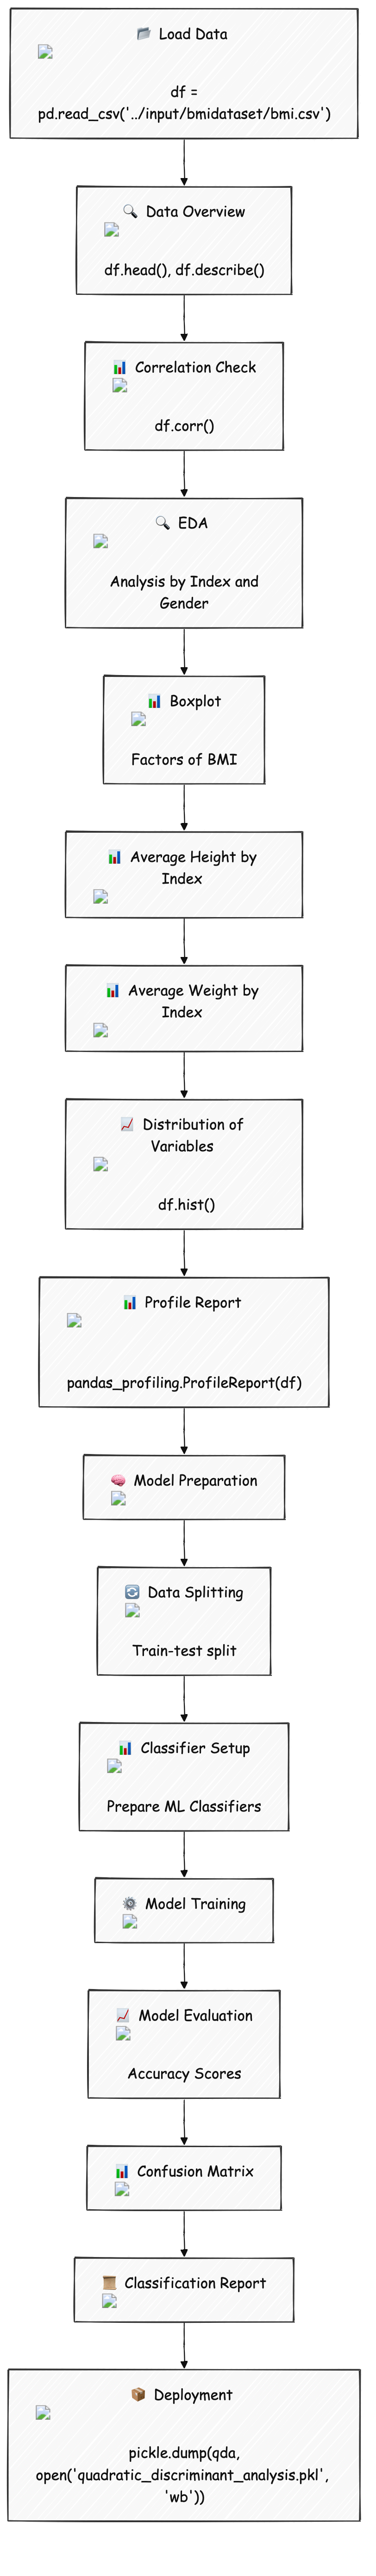 Load Data
df =
pd.read_csv('../input/bmidataset/bmi.csv')
Data Overview
df.head(), df.describe()
Correlation Check
df.corr()
EDA
Analysis by Index and
Gender
Boxplot
Factors of BMI
Average Height by
Index
Average Weight by
Index
Distribution of
Variables
df.hist()
Profile Report
pandas_profiling.ProfileReport(df)
Model Preparation
Data Splitting
Train-test split
Classifier Setup
Prepare ML Classifiers
Model Training
Model Evaluation
Accuracy Scores
Confusion Matrix
Classification Report
Deployment
pickle.dump(qda,
open('quadratic_discriminant_analysis.pkl',
'wb'))